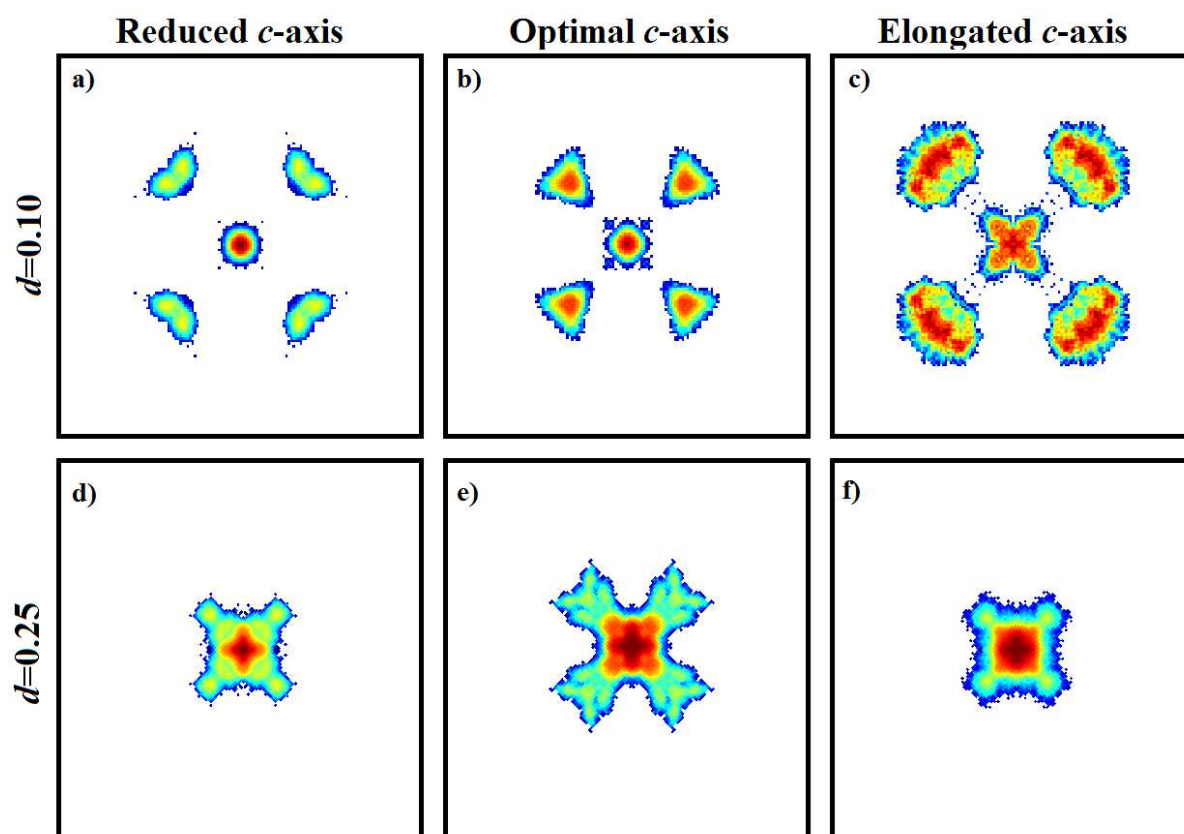 Reduced c-axis Optimal c-axis Elongated c-axis
a) b) c)
d=0.10
d) e) f)
d=0.25